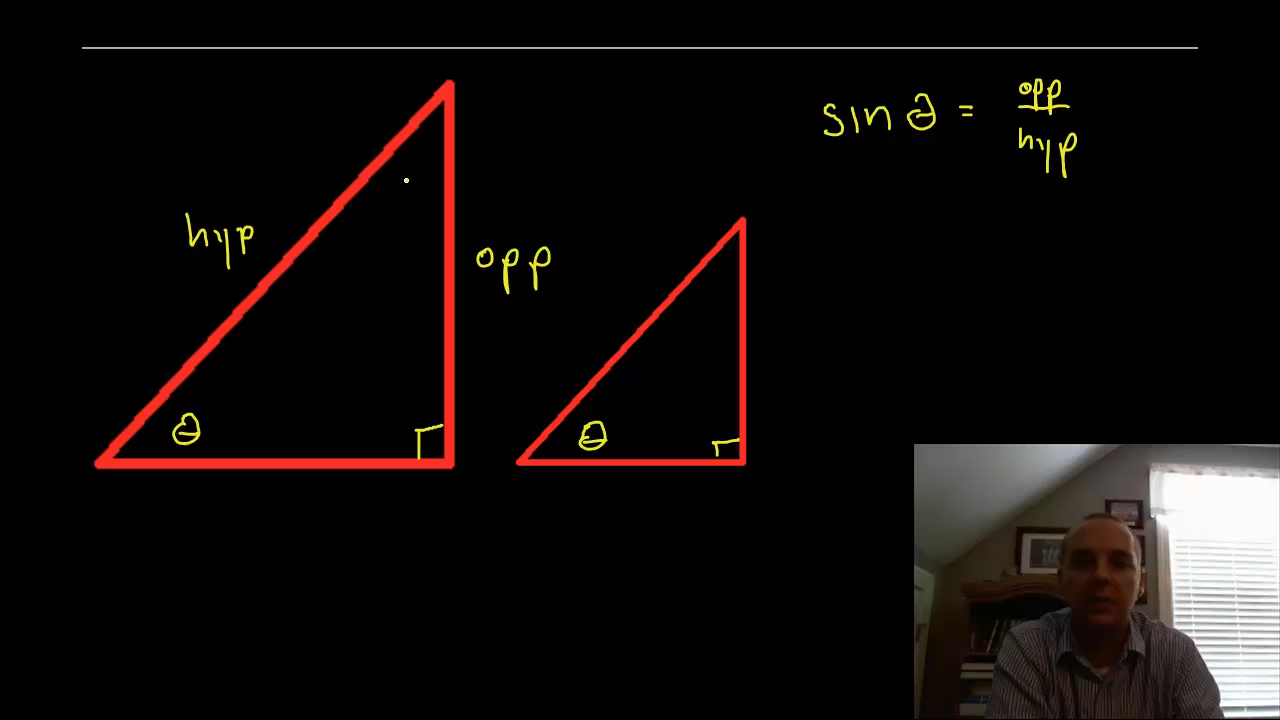 sin θ = opp
hyp
hyp
opp
θ
θ